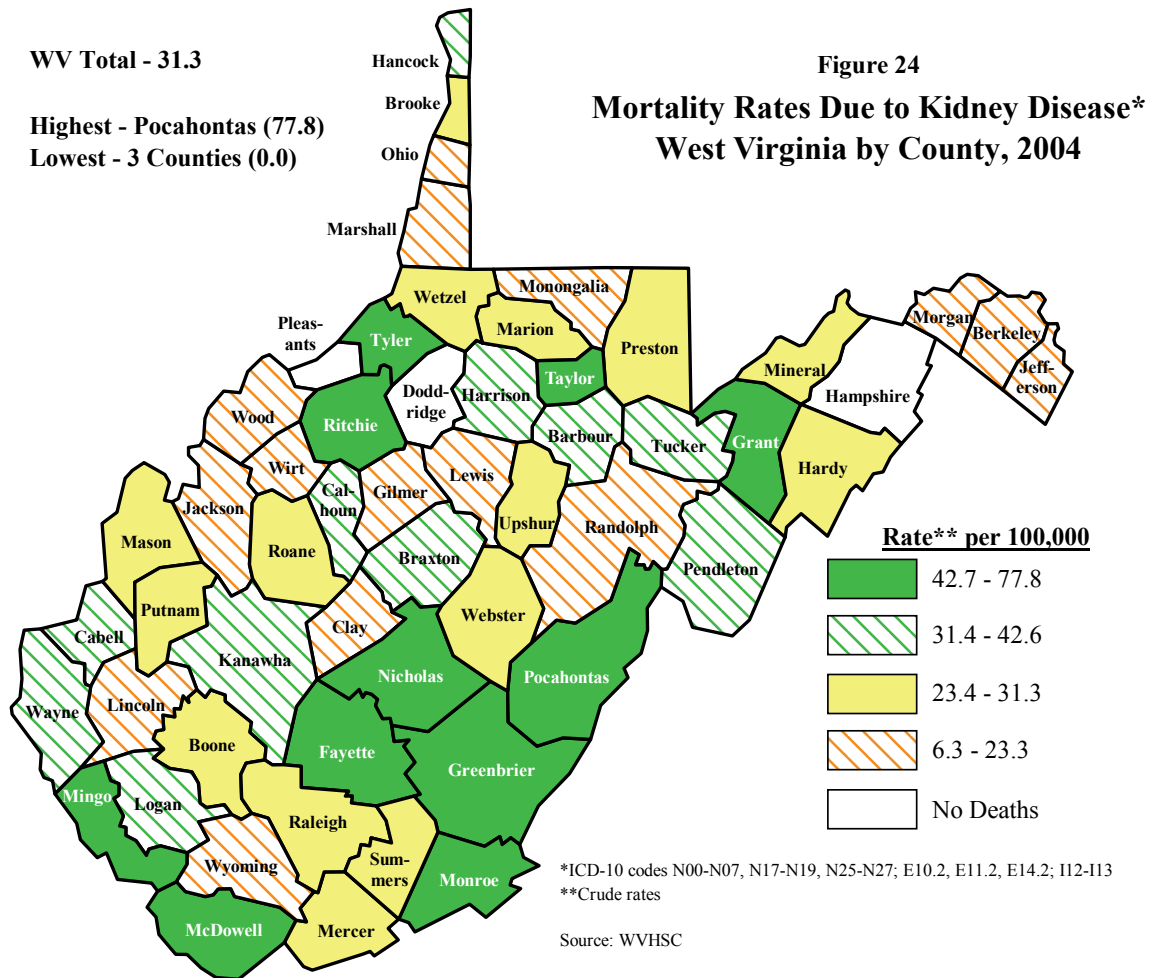 WV Total - 31.3
Highest - Pocahontas (77.8)
Lowest - 3 Counties (0.0)
Figure 24
Mortality Rates Due to Kidney Disease*
West Virginia by County, 2004
Hancock
Brooke
Ohio
Marshall
Wetzel
Monongalia
Marion
Preston
Pleas-
ants
Tyler
Taylor
Dodd-
ridge
Harrison
Ritchie
Wood
Barbour
Tucker
Grant
Mineral
Hampshire
Hardy
Morgan
Berkeley
Jeff-
erson
Wirt
Cal-
houn
Gilmer
Lewis
Upshur
Randolph
Jackson
Mason
Roane
Braxton
Pendleton
Putnam
Webster
Cabell
Clay
Kanawha
Nicholas
Pocahontas
Wayne
Lincoln
Boone
Fayette
Greenbrier
Mingo
Logan
Raleigh
Wyoming
Sum-
mers
Monroe
McDowell
Mercer
Rate** per 100,000
42.7 - 77.8
31.4 - 42.6
23.4 - 31.3
6.3 - 23.3
No Deaths
*ICD-10 codes N00-N07, N17-N19, N25-N27; E10.2, E11.2, E14.2; I12-I13
**Crude rates
Source: WVHSC